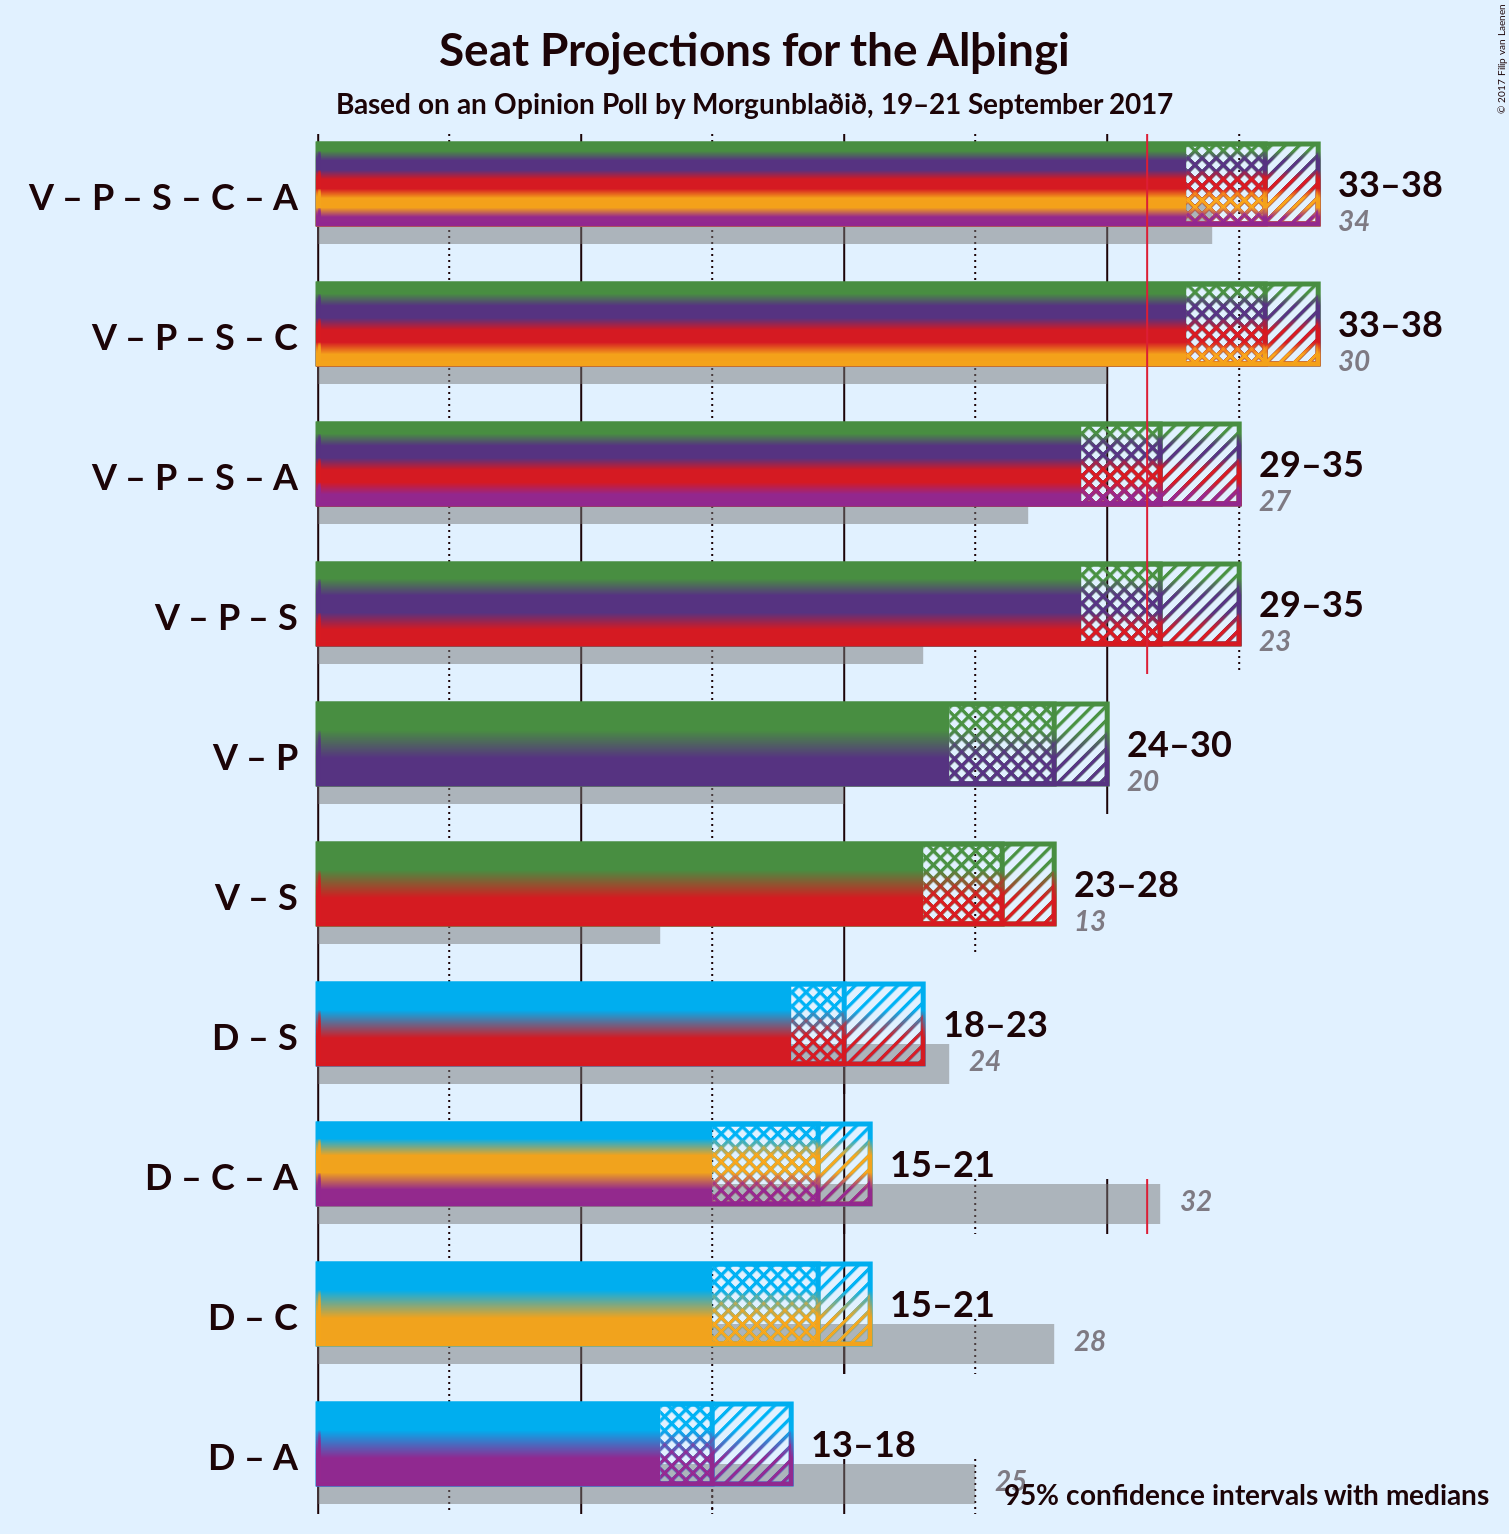 Seat Projections for the Alþingi
Based on an Opinion Poll by Morgunblaðið, 19–21 September 2017
© 2017 Filip van Laenen
V – P – S – C – A
33–38
34
V – P – S – C
33–38
30
V – P – S – A
29–35
27
V – P – S
29–35
23
V – P
24–30
20
V – S
23–28
13
D – S
18–23
24
D – C – A
15–21
32
D – C
15–21
28
D – A
13–18
25
95% confidence intervals with medians